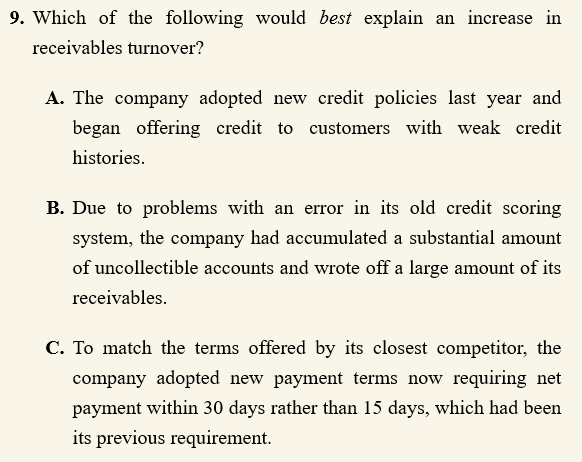 9. Which of the following would best explain an increase in
receivables turnover?
A. The company adopted new credit policies last year and
began offering credit to customers with weak credit
histories.
B. Due to problems with an error in its old credit scoring
system, the company had accumulated a substantial amount
of uncollectible accounts and wrote off a large amount of its
receivables.
C. To match the terms offered by its closest competitor, the
company adopted new payment terms now requiring net
payment within 30 days rather than 15 days, which had been
its previous requirement.